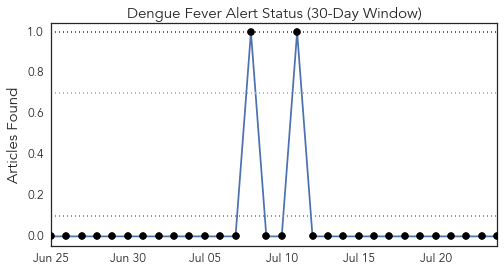 Dengue Fever Alert Status (30-Day Window)
Articles Found
1.0
0.8
0.6
0.4
0.2
0.0
Jun 25
Jun 30
Jul 05
Jul 10
Jul 15
Jul 20